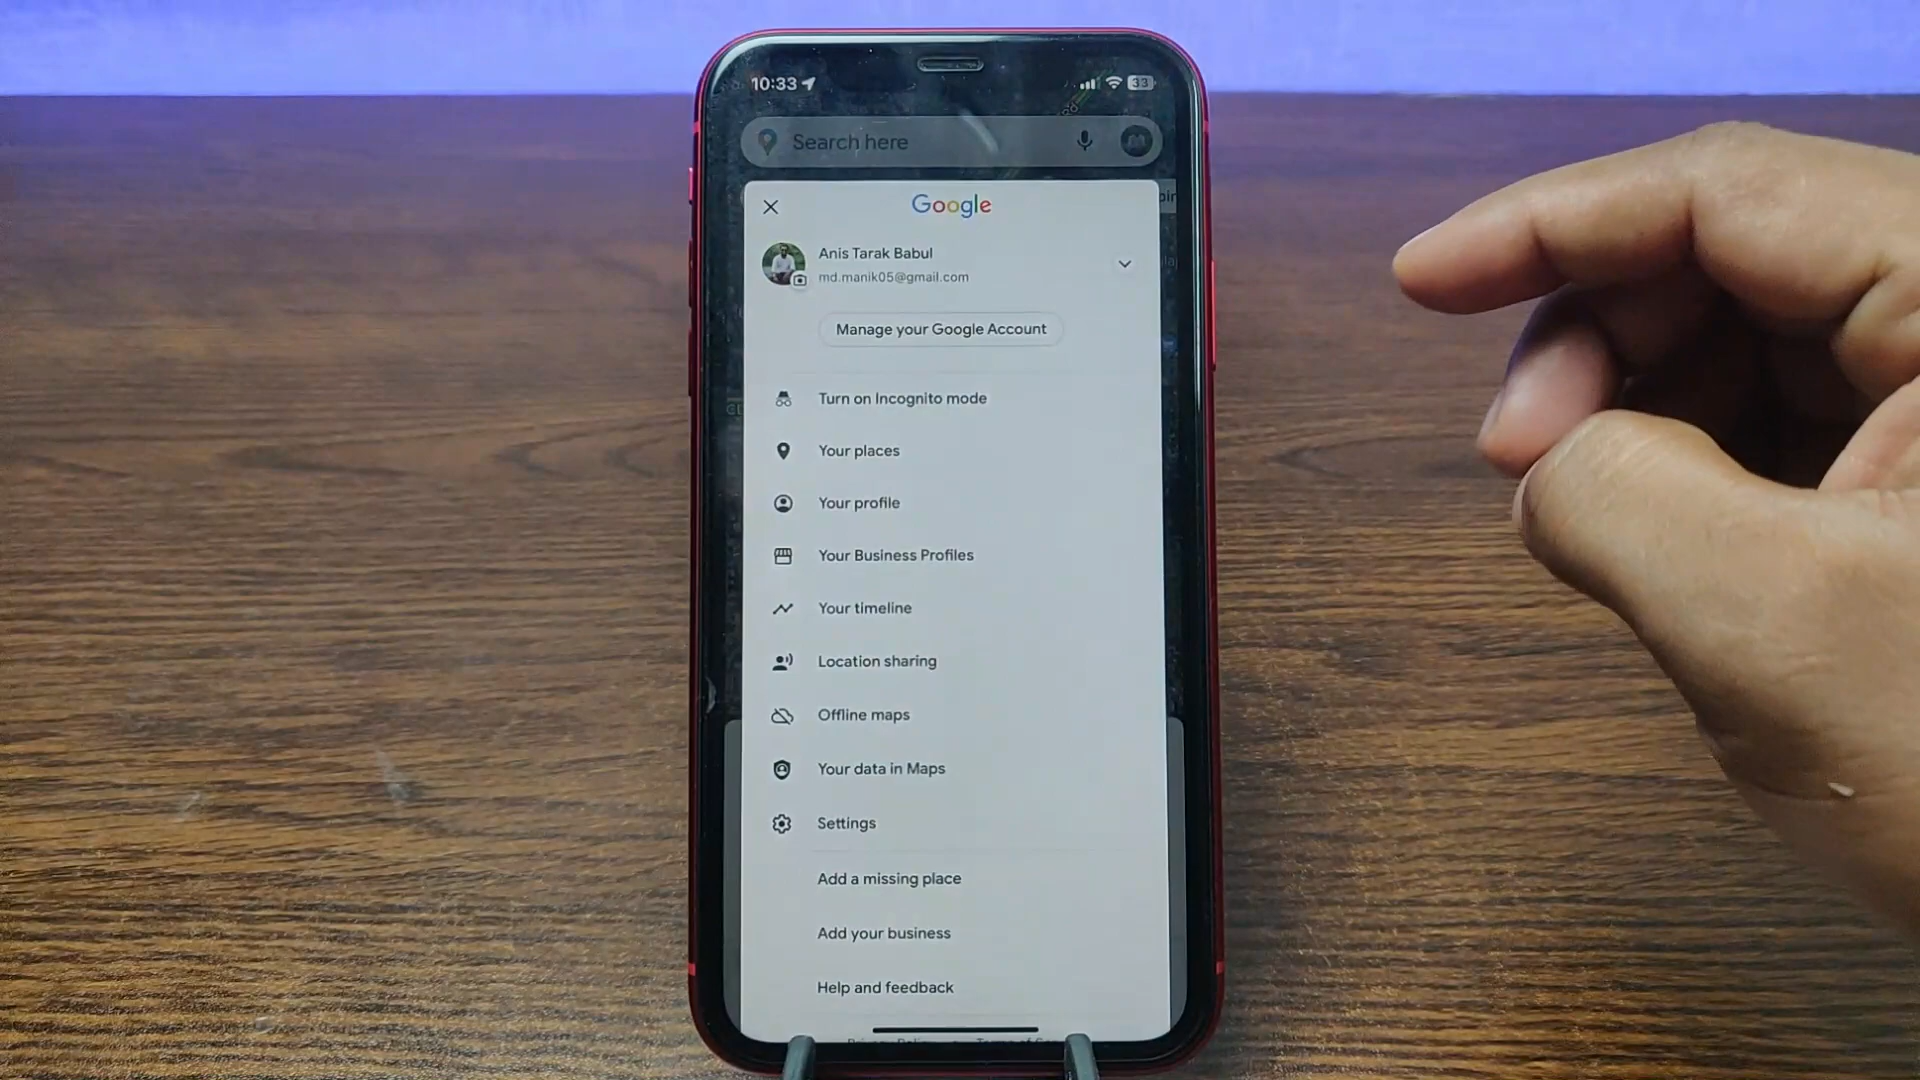 10:33
33
Search here
Google
Anis Tarak Babul
md.manik05@gmail.com
Manage your Google Account
Turn on Incognito mode
Your places
Your profile
Your Business Profiles
Your timeline
Location sharing
Offline maps
Your data in Maps
Settings
Add a missing place
Add your business
Help and feedback